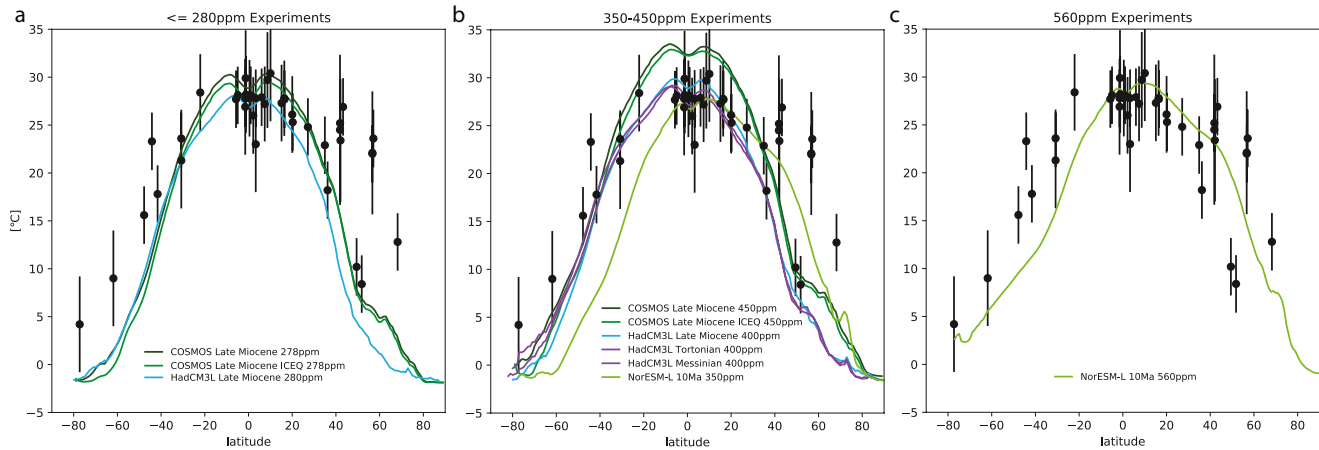 a
<= 280ppm Experiments
[°C]
35
30
25
20
15
10
5
0
−5
−80 −60 −40 −20 0 20 40 60 80
latitude
COSMOS Late Miocene 278ppm
COSMOS Late Miocene ICEQ 278ppm
HadCM3L Late Miocene 280ppm
b
350-450ppm Experiments
35
30
25
20
15
10
5
0
−5
−80 −60 −40 −20 0 20 40 60 80
latitude
COSMOS Late Miocene 450ppm
COSMOS Late Miocene ICEQ 450ppm
HadCM3L Late Miocene 400ppm
HadCM3L Tortonian 400ppm
HadCM3L Messinian 400ppm
NorESM-L 10Ma 350ppm
c
560ppm Experiments
35
30
25
20
15
10
5
0
−5
−80 −60 −40 −20 0 20 40 60 80
latitude
NorESM-L 10Ma 560ppm